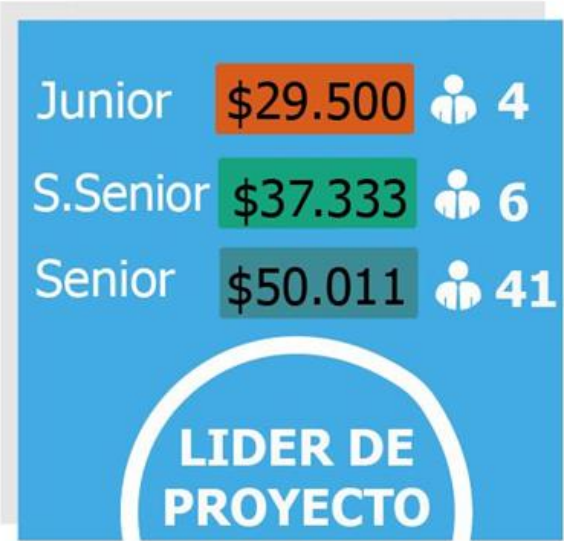 Junior $29.500 4
S.Senior $37.333 6
Senior $50.011 41
LIDER DE
PROYECTO